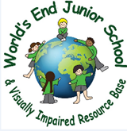 World's End Junior School
& Visually Impaired Resource Base